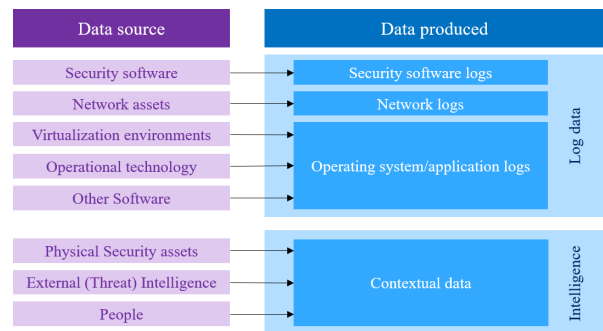 Data source
Data produced
Security software
Security software logs
Network assets
Network logs
Virtualization environments
Operational technology
Operating system/application logs
Other Software
Log data
Physical Security assets
External (Threat) Intelligence
Contextual data
People
Intelligence